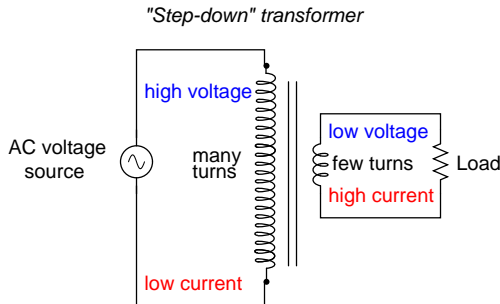 "Step-down" transformer
high voltage
AC voltage
source
many
turns
low current
low voltage
few turns
high current
Load